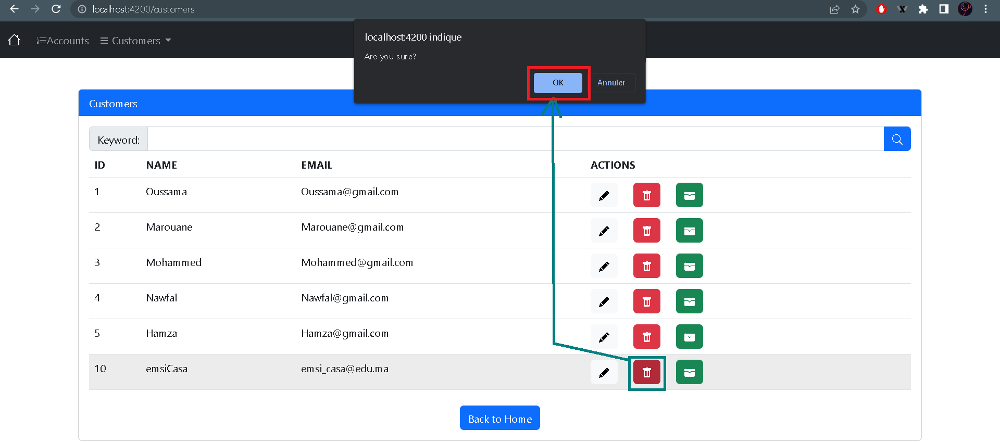 localhost:4200/customers
Accounts Customers
localhost:4200 indique
Are you sure?
OK Annuler
Customers
Keyword:
ID NAME EMAIL ACTIONS
1 Oussama Oussama@gmail.com
2 Marouane Marouane@gmail.com
3 Mohammed Mohammed@gmail.com
4 Nawfal Nawfal@gmail.com
5 Hamza Hamza@gmail.com
10 emsiCasa emsi_casa@edu.ma
Back to Home